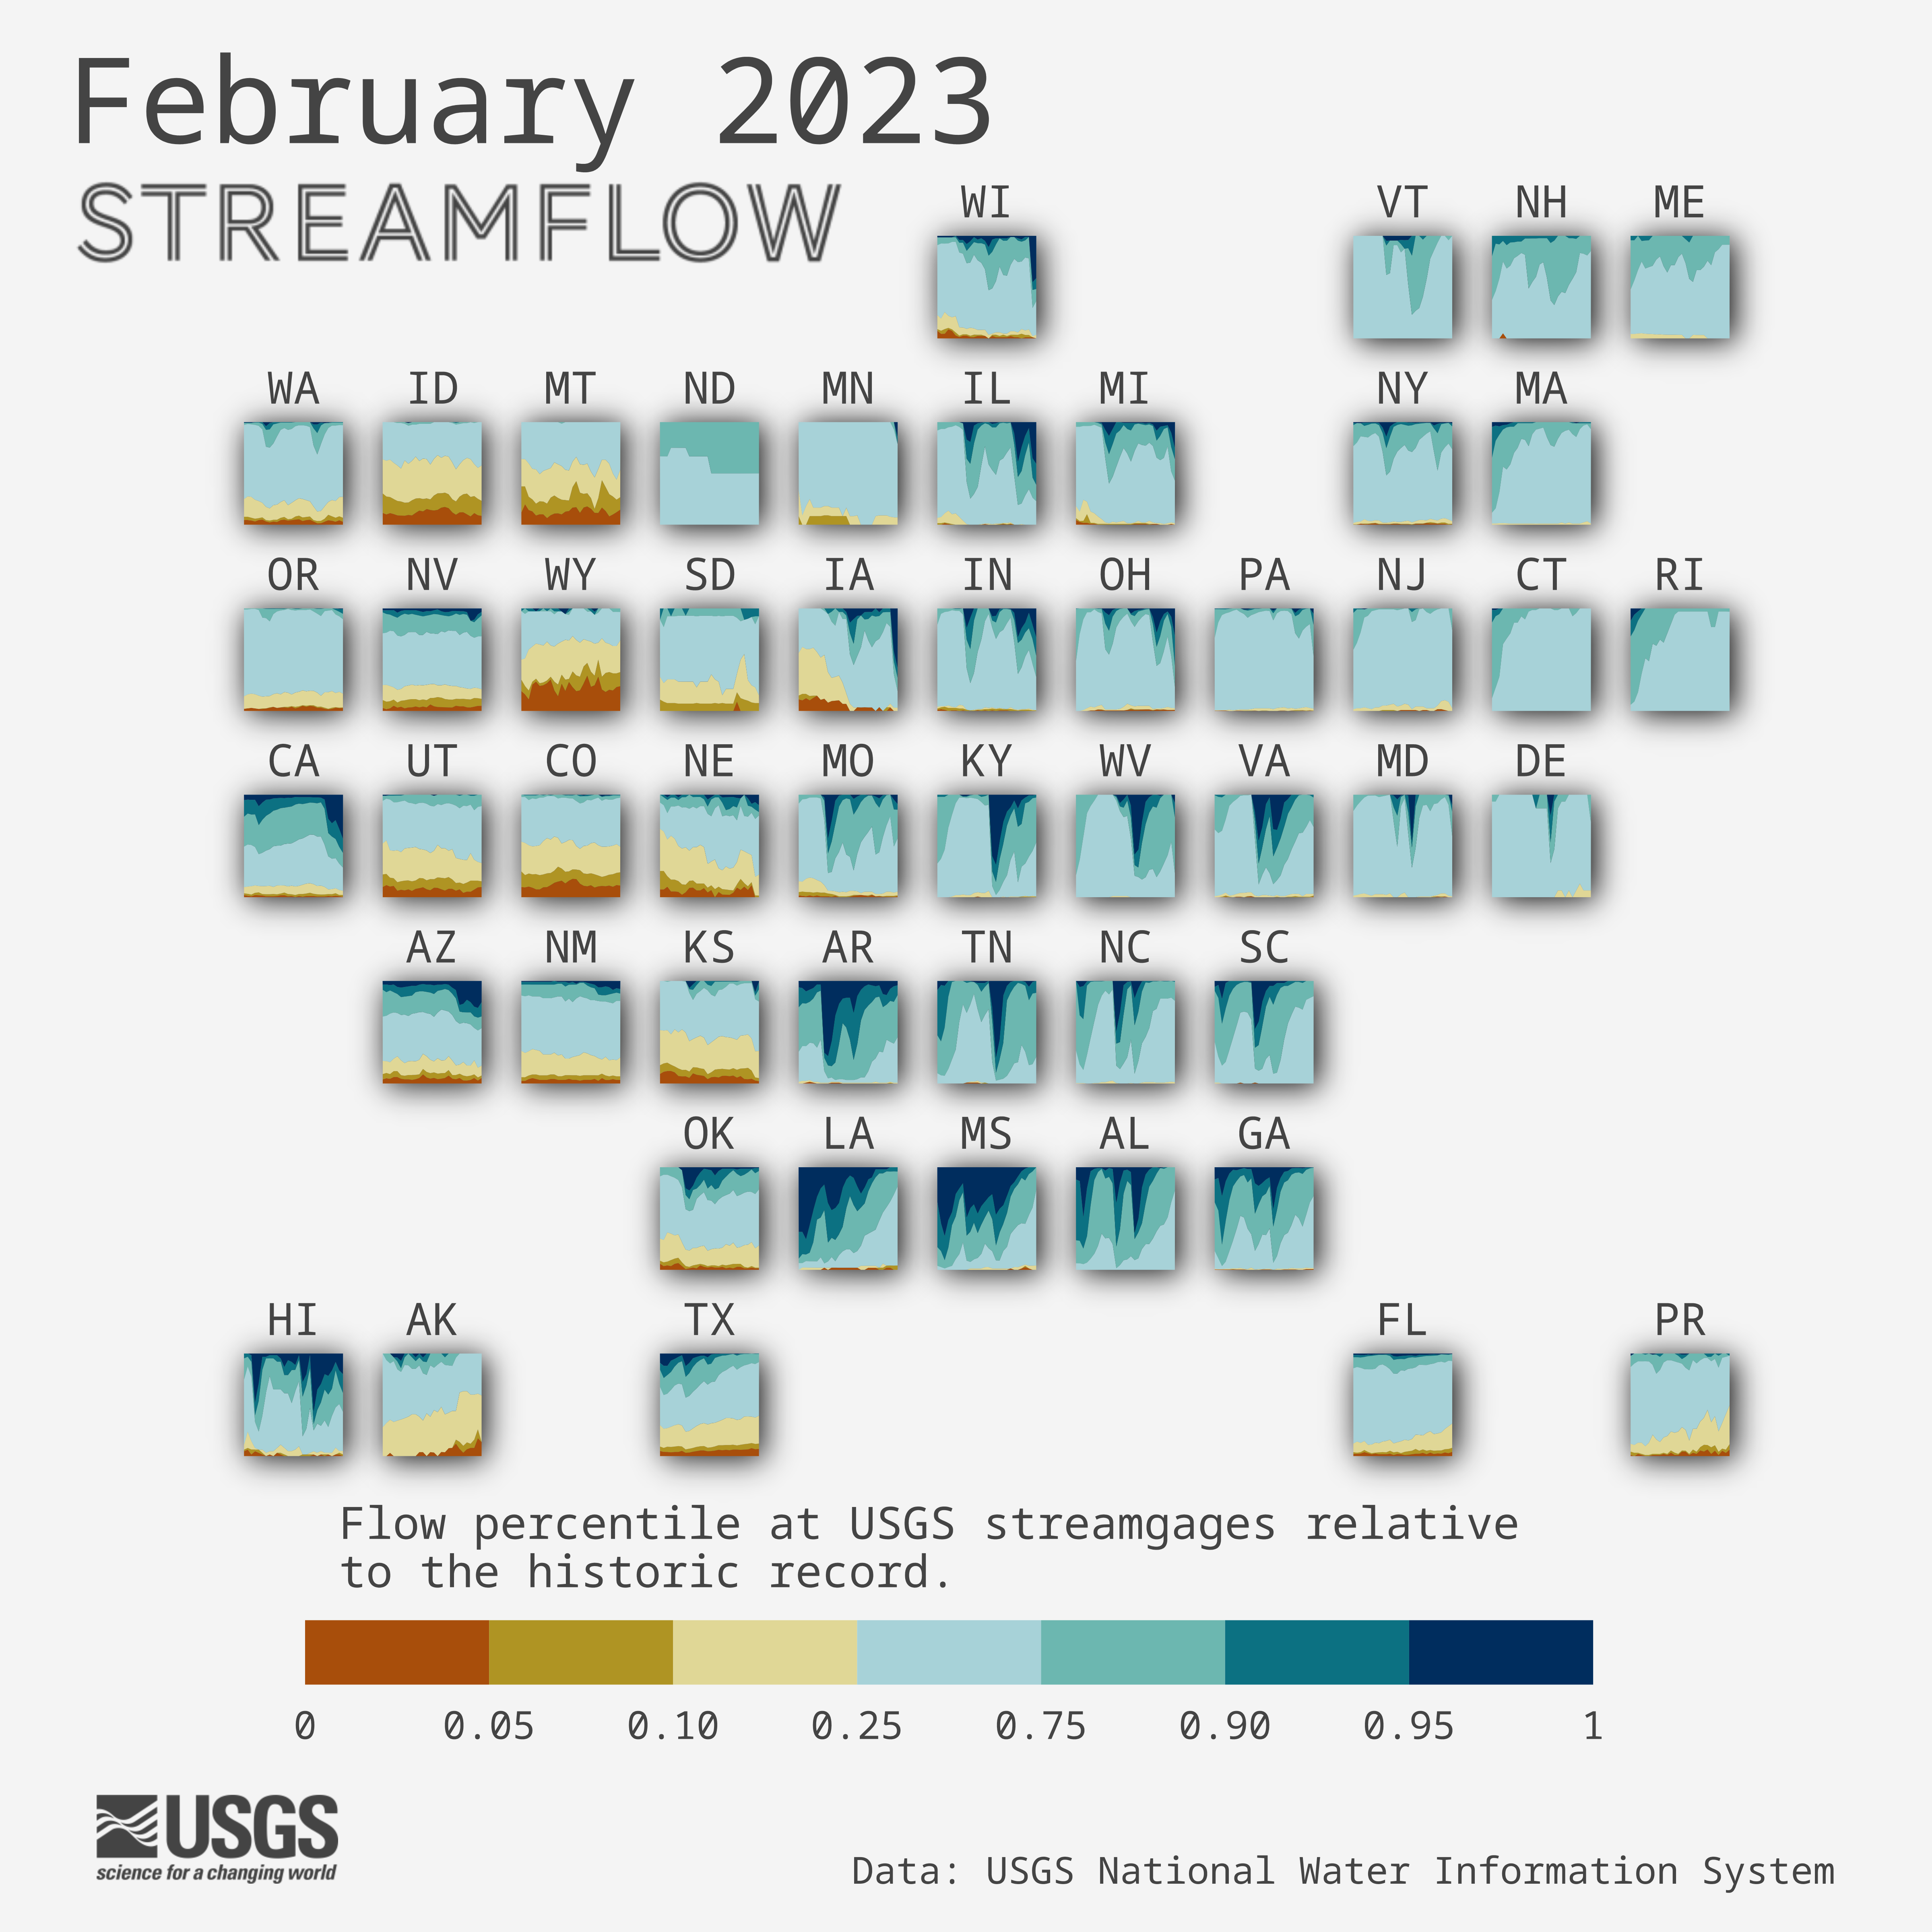 February 2023
STREAMFLOW
WI VT NH ME
WA ID MT ND MN IL MI NY MA
OR NV WY SD IA IN OH PA NJ CT RI
CA UT CO NE MO KY WV VA MD DE
AZ NM KS AR TN NC SC
OK LA MS AL GA
HI AK TX FL PR
Flow percentile at USGS streamgages relative
to the historic record.
0 0.05 0.10 0.25 0.75 0.90 0.95 1
USGS
science for a changing world
Data: USGS National Water Information System